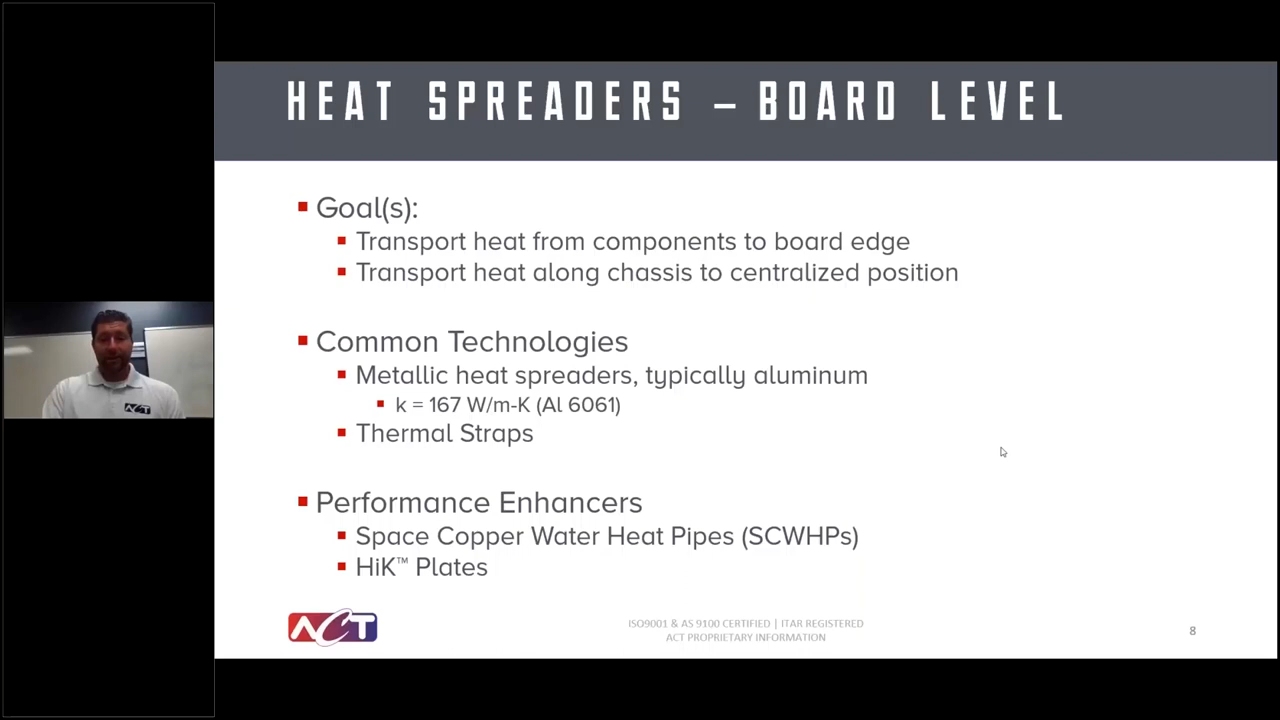 HEAT SPREADERS – BOARD LEVEL
Goal(s):
Transport heat from components to board edge
Transport heat along chassis to centralized position
Common Technologies
Metallic heat spreaders, typically aluminum
k = 167 W/m-K (Al 6061)
Thermal Straps
Performance Enhancers
Space Copper Water Heat Pipes (SCWHPs)
HiK™ Plates
ACT
ISO9001 & AS 9100 CERTIFIED | ITAR REGISTERED
ACT PROPRIETARY INFORMATION
8
ACT